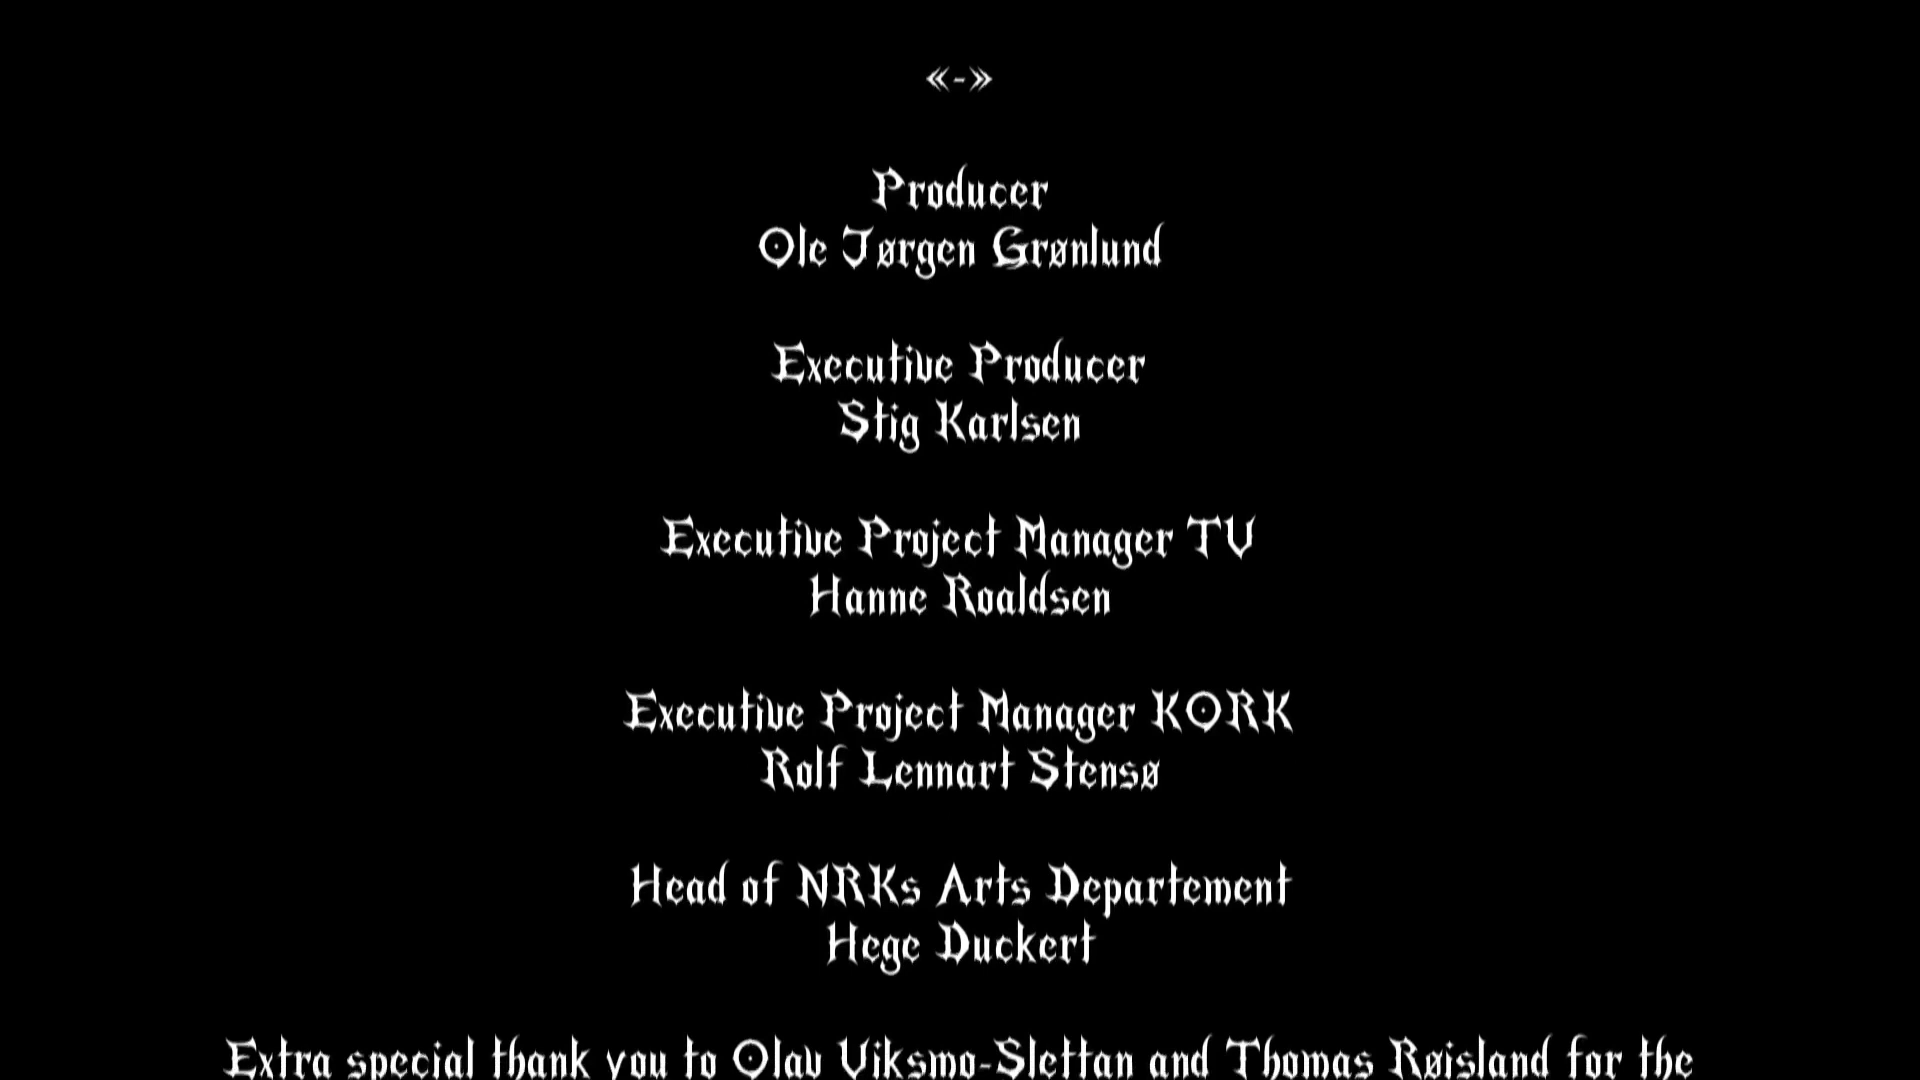 «-»
Producer
Ole Jørgen Grønlund
Executive Producer
Stig Karlsen
Executive Project Manager TV
Hanne Roaldsen
Executive Project Manager KORK
Rolf Lennart Stensø
Head of NRKs Arts Departement
Hege Duckert
Extra special thank you to Olav Viksmo-Slettan and Thomas Røisland for the